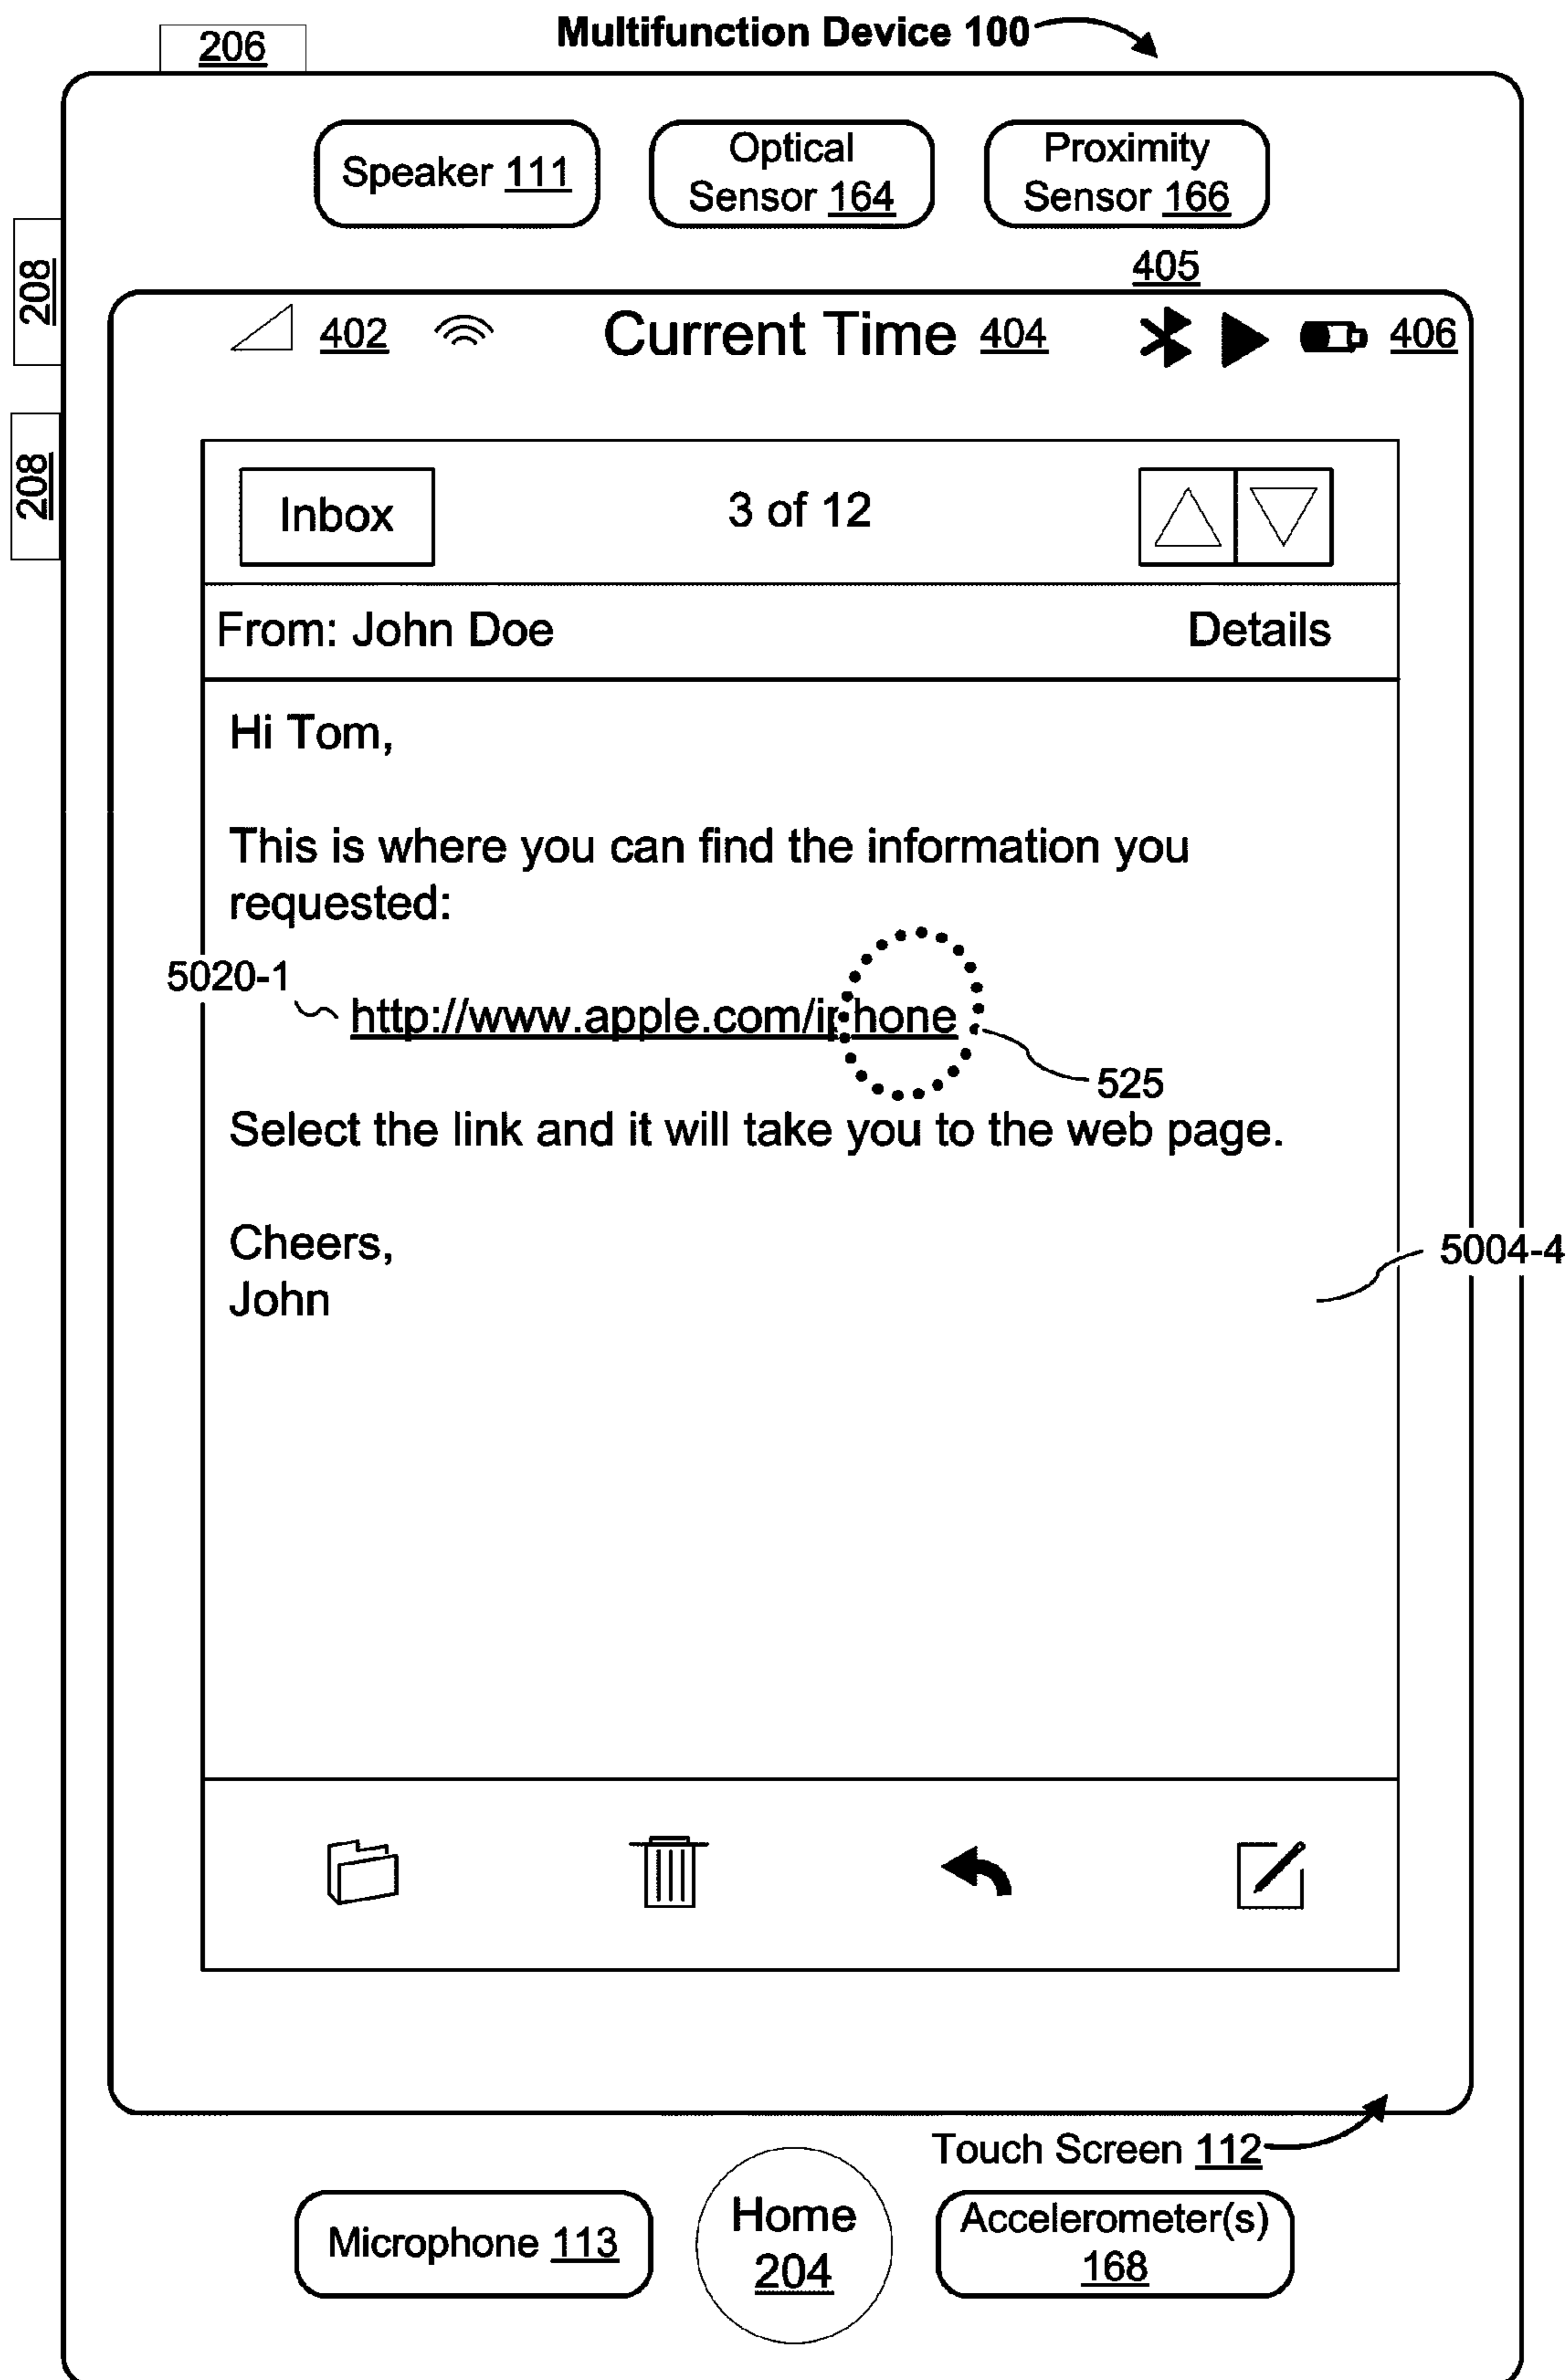 Multifunction Device 100
206
Speaker 111
Optical
Sensor 164
Proximity
Sensor 166
208
405
402
Current Time 404
406
208
Inbox
3 of 12
From: John Doe
Details
Hi Tom,
This is where you can find the information you
requested:
5020-1
http://www.apple.com/iphone
525
Select the link and it will take you to the web page.
Cheers,
5004-4
John
Touch Screen 112
Microphone 113
Home
204
Accelerometer(s)
168